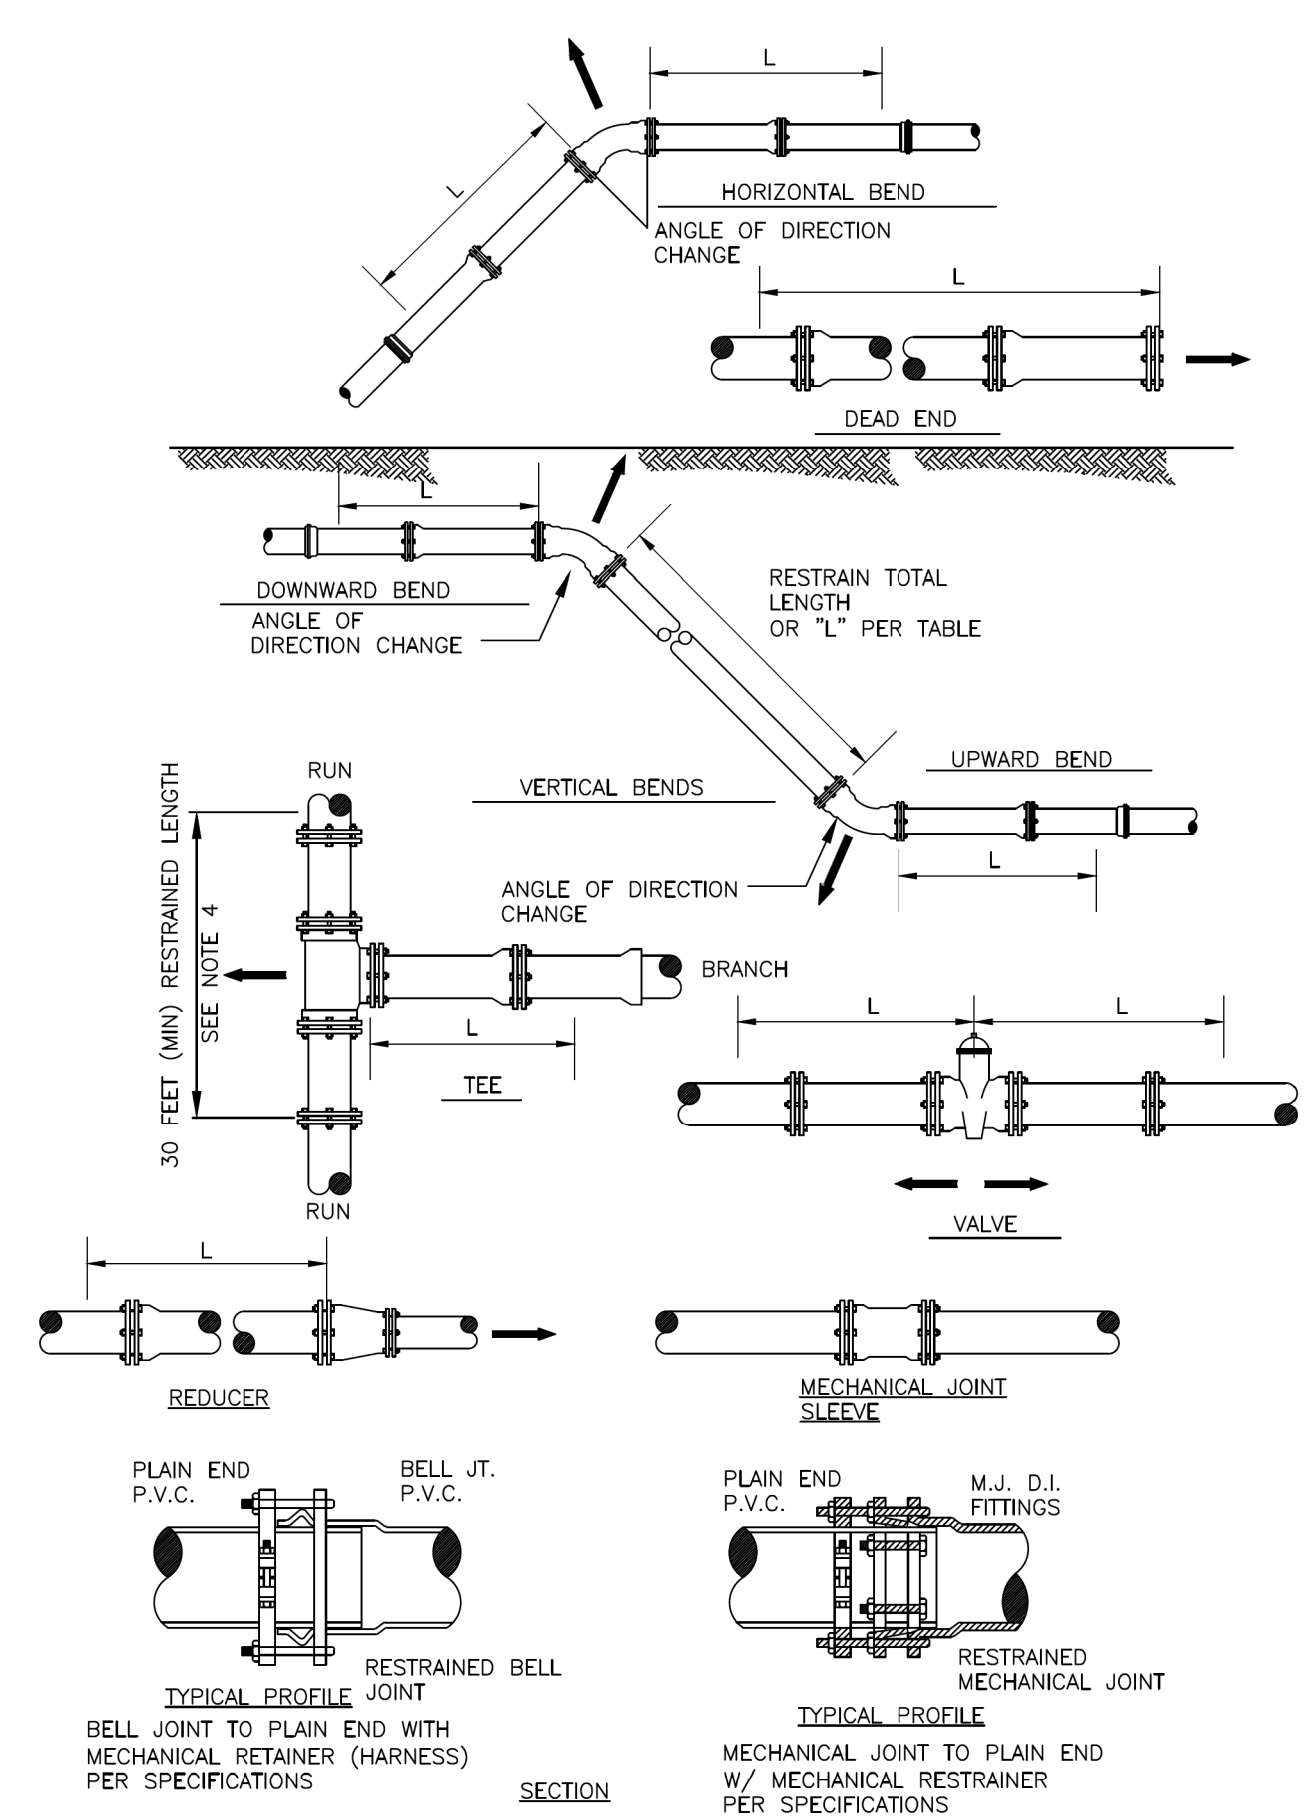 L
L
HORIZONTAL BEND
ANGLE OF DIRECTION
CHANGE
L
DEAD END
L
DOWNWARD BEND
ANGLE OF
DIRECTION CHANGE
RESTRAIN TOTAL
LENGTH
OR "L" PER TABLE
UPWARD BEND
VERTICAL BENDS
L
ANGLE OF DIRECTION
CHANGE
RUN
30 FEET (MIN) RESTRAINED LENGTH
SEE NOTE 4
BRANCH
L
TEE
RUN
L
L
VALVE
L
REDUCER
MECHANICAL JOINT
SLEEVE
PLAIN END
P.V.C.
BELL JT.
P.V.C.
RESTRAINED BELL
JOINT
TYPICAL PROFILE
BELL JOINT TO PLAIN END WITH
MECHANICAL RETAINER (HARNESS)
PER SPECIFICATIONS
PLAIN END
P.V.C.
M.J. D.I.
FITTINGS
RESTRAINED
MECHANICAL JOINT
TYPICAL PROFILE
MECHANICAL JOINT TO PLAIN END
W/ MECHANICAL RESTRAINER
PER SPECIFICATIONS
SECTION